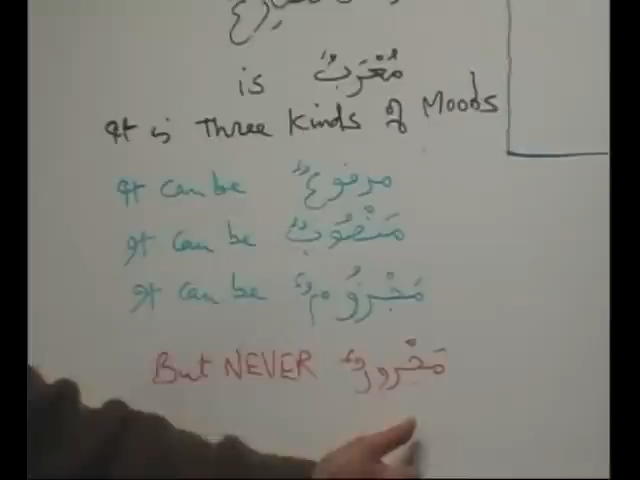 is مُعْرَبٌ
It is Three Kinds of Moods
It can be مرفوعٌ
It can be مَنْصُوبٌ
It can be مَجْزُومٌ
But NEVER مَجْرورٌ